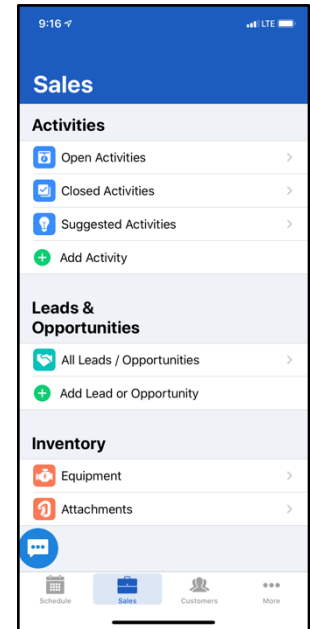 9:16 LTE
Sales
Activities
Open Activities
Closed Activities
Suggested Activities
Add Activity
Leads &
Opportunities
All Leads / Opportunities
Add Lead or Opportunity
Inventory
Equipment
Attachments
Schedule Sales Customers More